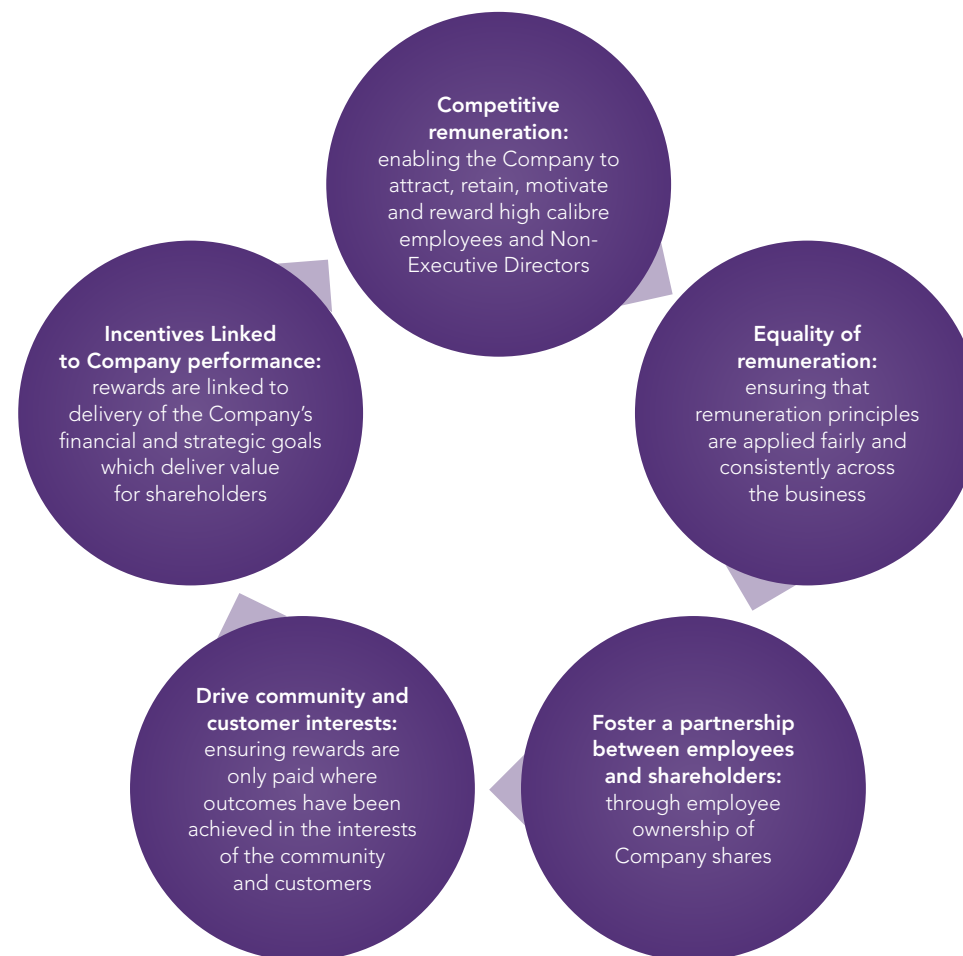 Competitive
remuneration:
enabling the Company to
attract, retain, motivate
and reward high calibre
employees and Non-
Executive Directors
Equality of
remuneration:
ensuring that
remuneration principles
are applied fairly and
consistently across
the business
Foster a partnership
between employees
and shareholders:
through employee
ownership of
Company shares
Drive community and
customer interests:
ensuring rewards are
only paid where
outcomes have been
achieved in the interests
of the community
and customers
Incentives Linked
to Company performance:
rewards are linked to
delivery of the Company’s
financial and strategic goals
which deliver value
for shareholders